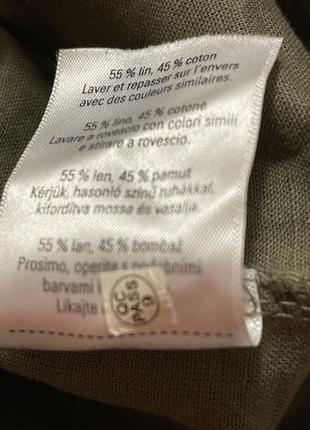 55 % lin, 45 % coton
Laver et repasser sur l'envers
avec des couleurs similaires.
55 % lino, 45 % cotone
Lavare a rovescio con colori simili
e stirare a rovescio.
55 % len, 45 % pamut
Kérjük, hasonló színű ruhákkal,
kifordítva mossa és vasalja.
55 % lan, 45 % bombaž
Prosimo, operite s podobnimi
barvami i
Likajte
QC
PASS
9